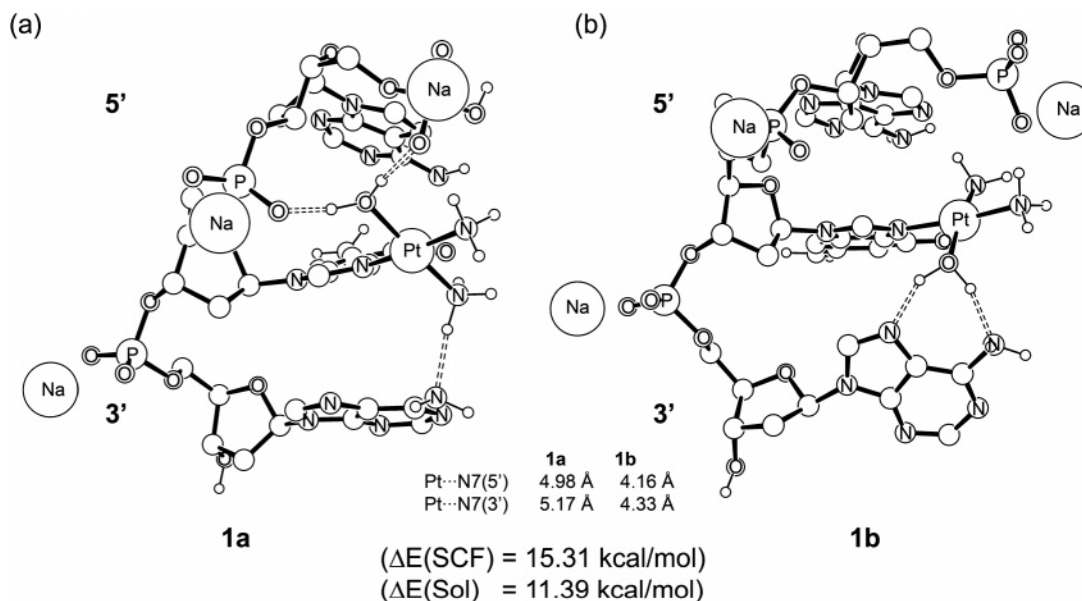 (a)
5'
O
Na
O
O
O
N
N
N
O
N
O
P
O
O
Na
N
Pt
O
N
N
N
O
O
P
O
O
Na
3'
O
N
N
N
N
N
O
1a
(b)
5'
O
O
P
O
O
N
N
N
Na
O
Na
P
O
N
O
N
N
Pt
N
N
O
O
Na
O
O
P
N
O
N
3'
O
N
N
N
O
1b
1a 1b
Pt···N7(5') 4.98 Å 4.16 Å
Pt···N7(3') 5.17 Å 4.33 Å
(ΔE(SCF) = 15.31 kcal/mol)
(ΔE(Sol) = 11.39 kcal/mol)